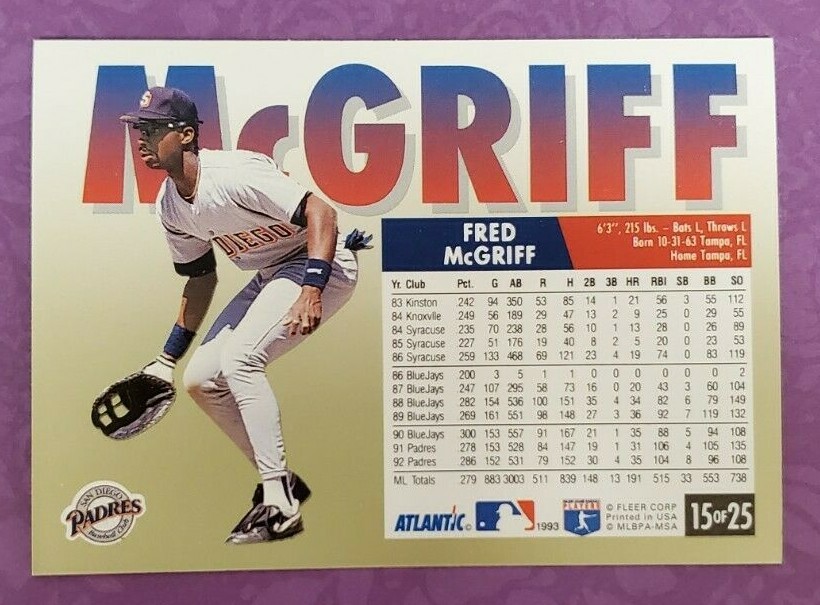 McGRIFF
S
DIEGO
FRED
McGRIFF
6'3", 215 lbs. – Bats L, Throws L
Born 10-31-63 Tampa, FL
Home Tampa, FL
Yr. Club Pct. G AB R H 2B 3B HR RBI SB BB SO
83 Kinston 242 94 350 53 85 14 1 21 56 3 55 112
84 Knoxvlle 249 56 189 29 47 13 2 9 25 0 29 55
84 Syracuse 235 70 238 28 56 10 1 13 28 0 26 89
85 Syracuse 227 51 176 19 40 8 2 5 20 0 23 53
86 Syracuse 259 133 468 69 121 23 4 19 74 0 83 119
86 BlueJays 200 3 5 1 1 0 0 0 0 0 0 2
87 BlueJays 247 107 295 58 73 16 0 20 43 3 60 104
88 BlueJays 282 154 536 100 151 35 4 34 82 6 79 149
89 BlueJays 269 161 551 98 148 27 3 36 92 7 119 132
90 BlueJays 300 153 557 91 167 21 1 35 88 5 94 108
91 Padres 278 153 528 84 147 19 1 31 106 4 105 135
92 Padres 286 152 531 79 152 30 4 35 104 8 96 108
ML Totals 279 883 3003 511 839 148 13 191 515 33 553 738
SAN DIEGO
PADRES
Baseball Club
ATLANTIC © 1993
PLAYERS
© FLEER CORP
Printed in USA
© MLBPA-MSA
15 OF 25